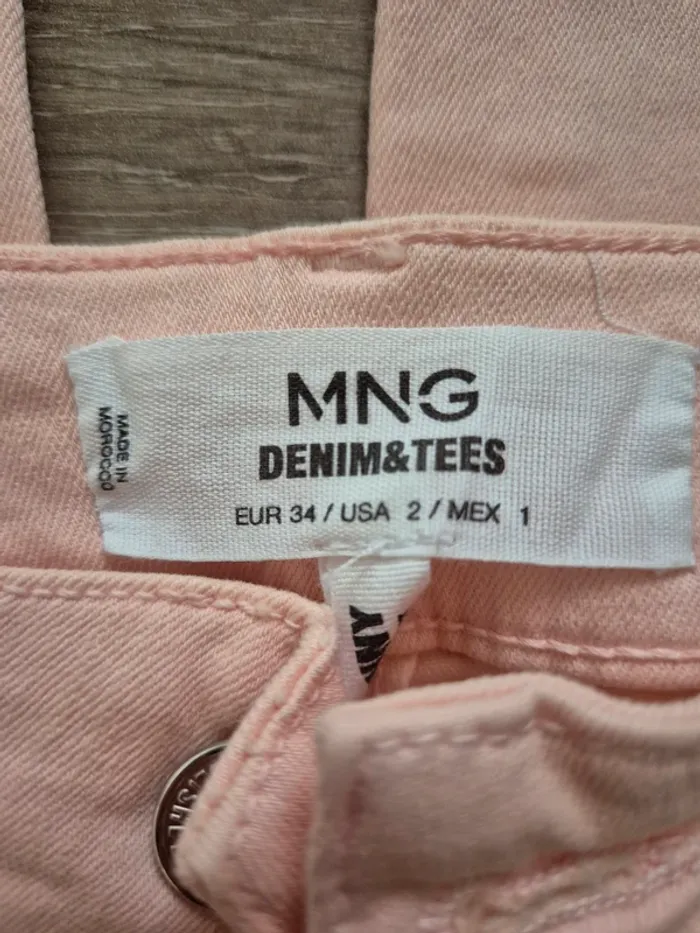 MNG
DENIM&TEES
EUR 34 / USA 2 / MEX 1
MADE IN
MOROCCO